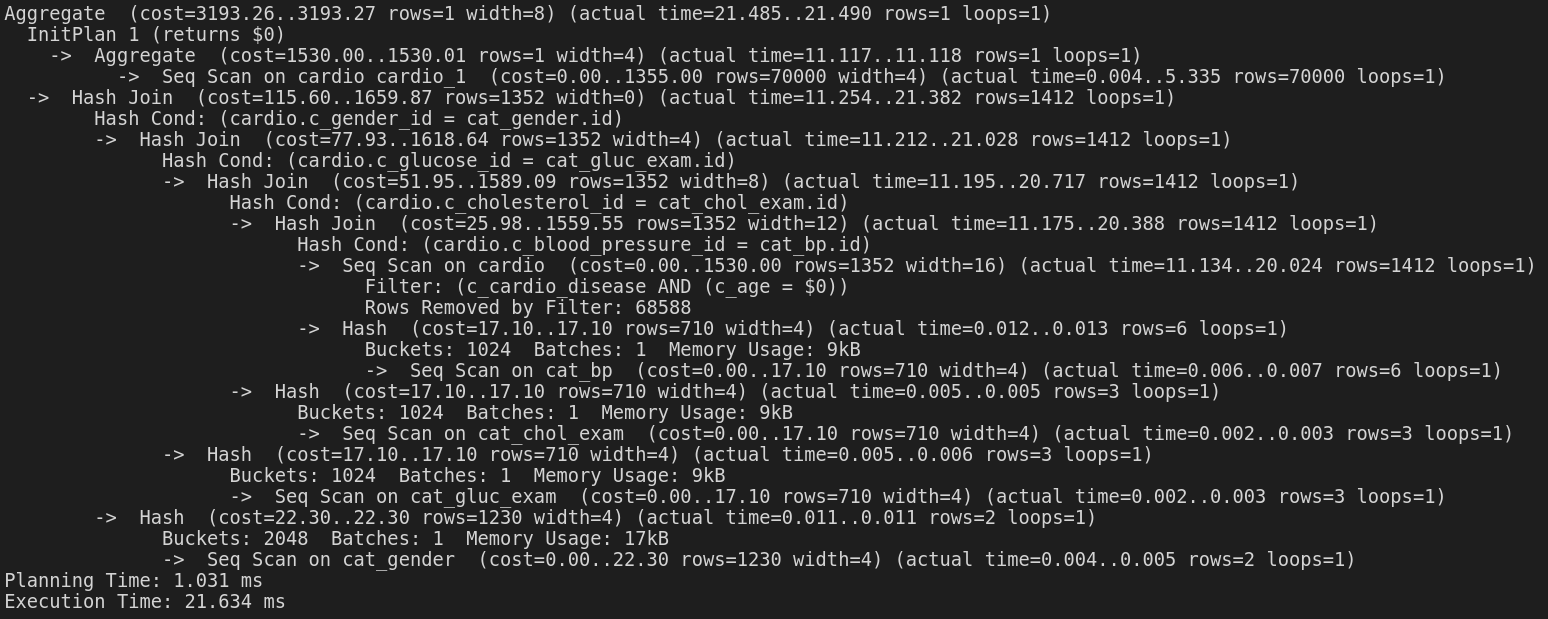 Aggregate  (cost=3193.26..3193.27 rows=1 width=8) (actual time=21.485..21.490 rows=1 loops=1)
  InitPlan 1 (returns $0)
    ->  Aggregate  (cost=1530.00..1530.01 rows=1 width=4) (actual time=11.117..11.118 rows=1 loops=1)
          ->  Seq Scan on cardio cardio_1  (cost=0.00..1355.00 rows=70000 width=4) (actual time=0.004..5.335 rows=70000 loops=1)
  ->  Hash Join  (cost=115.60..1659.87 rows=1352 width=0) (actual time=11.254..21.382 rows=1412 loops=1)
        Hash Cond: (cardio.c_gender_id = cat_gender.id)
        ->  Hash Join  (cost=77.93..1618.64 rows=1352 width=4) (actual time=11.212..21.028 rows=1412 loops=1)
              Hash Cond: (cardio.c_glucose_id = cat_gluc_exam.id)
              ->  Hash Join  (cost=51.95..1589.09 rows=1352 width=8) (actual time=11.195..20.717 rows=1412 loops=1)
                    Hash Cond: (cardio.c_cholesterol_id = cat_chol_exam.id)
                    ->  Hash Join  (cost=25.98..1559.55 rows=1352 width=12) (actual time=11.175..20.388 rows=1412 loops=1)
                          Hash Cond: (cardio.c_blood_pressure_id = cat_bp.id)
                          ->  Seq Scan on cardio  (cost=0.00..1530.00 rows=1352 width=16) (actual time=11.134..20.024 rows=1412 loops=1)
                                Filter: (c_cardio_disease AND (c_age = $0))
                                Rows Removed by Filter: 68588
                          ->  Hash  (cost=17.10..17.10 rows=710 width=4) (actual time=0.012..0.013 rows=6 loops=1)
                                Buckets: 1024  Batches: 1  Memory Usage: 9kB
                                ->  Seq Scan on cat_bp  (cost=0.00..17.10 rows=710 width=4) (actual time=0.006..0.007 rows=6 loops=1)
                    ->  Hash  (cost=17.10..17.10 rows=710 width=4) (actual time=0.005..0.005 rows=3 loops=1)
                          Buckets: 1024  Batches: 1  Memory Usage: 9kB
                          ->  Seq Scan on cat_chol_exam  (cost=0.00..17.10 rows=710 width=4) (actual time=0.002..0.003 rows=3 loops=1)
              ->  Hash  (cost=17.10..17.10 rows=710 width=4) (actual time=0.005..0.006 rows=3 loops=1)
                    Buckets: 1024  Batches: 1  Memory Usage: 9kB
                    ->  Seq Scan on cat_gluc_exam  (cost=0.00..17.10 rows=710 width=4) (actual time=0.002..0.003 rows=3 loops=1)
        ->  Hash  (cost=22.30..22.30 rows=1230 width=4) (actual time=0.011..0.011 rows=2 loops=1)
              Buckets: 2048  Batches: 1  Memory Usage: 17kB
              ->  Seq Scan on cat_gender  (cost=0.00..22.30 rows=1230 width=4) (actual time=0.004..0.005 rows=2 loops=1)
Planning Time: 1.031 ms
Execution Time: 21.634 ms